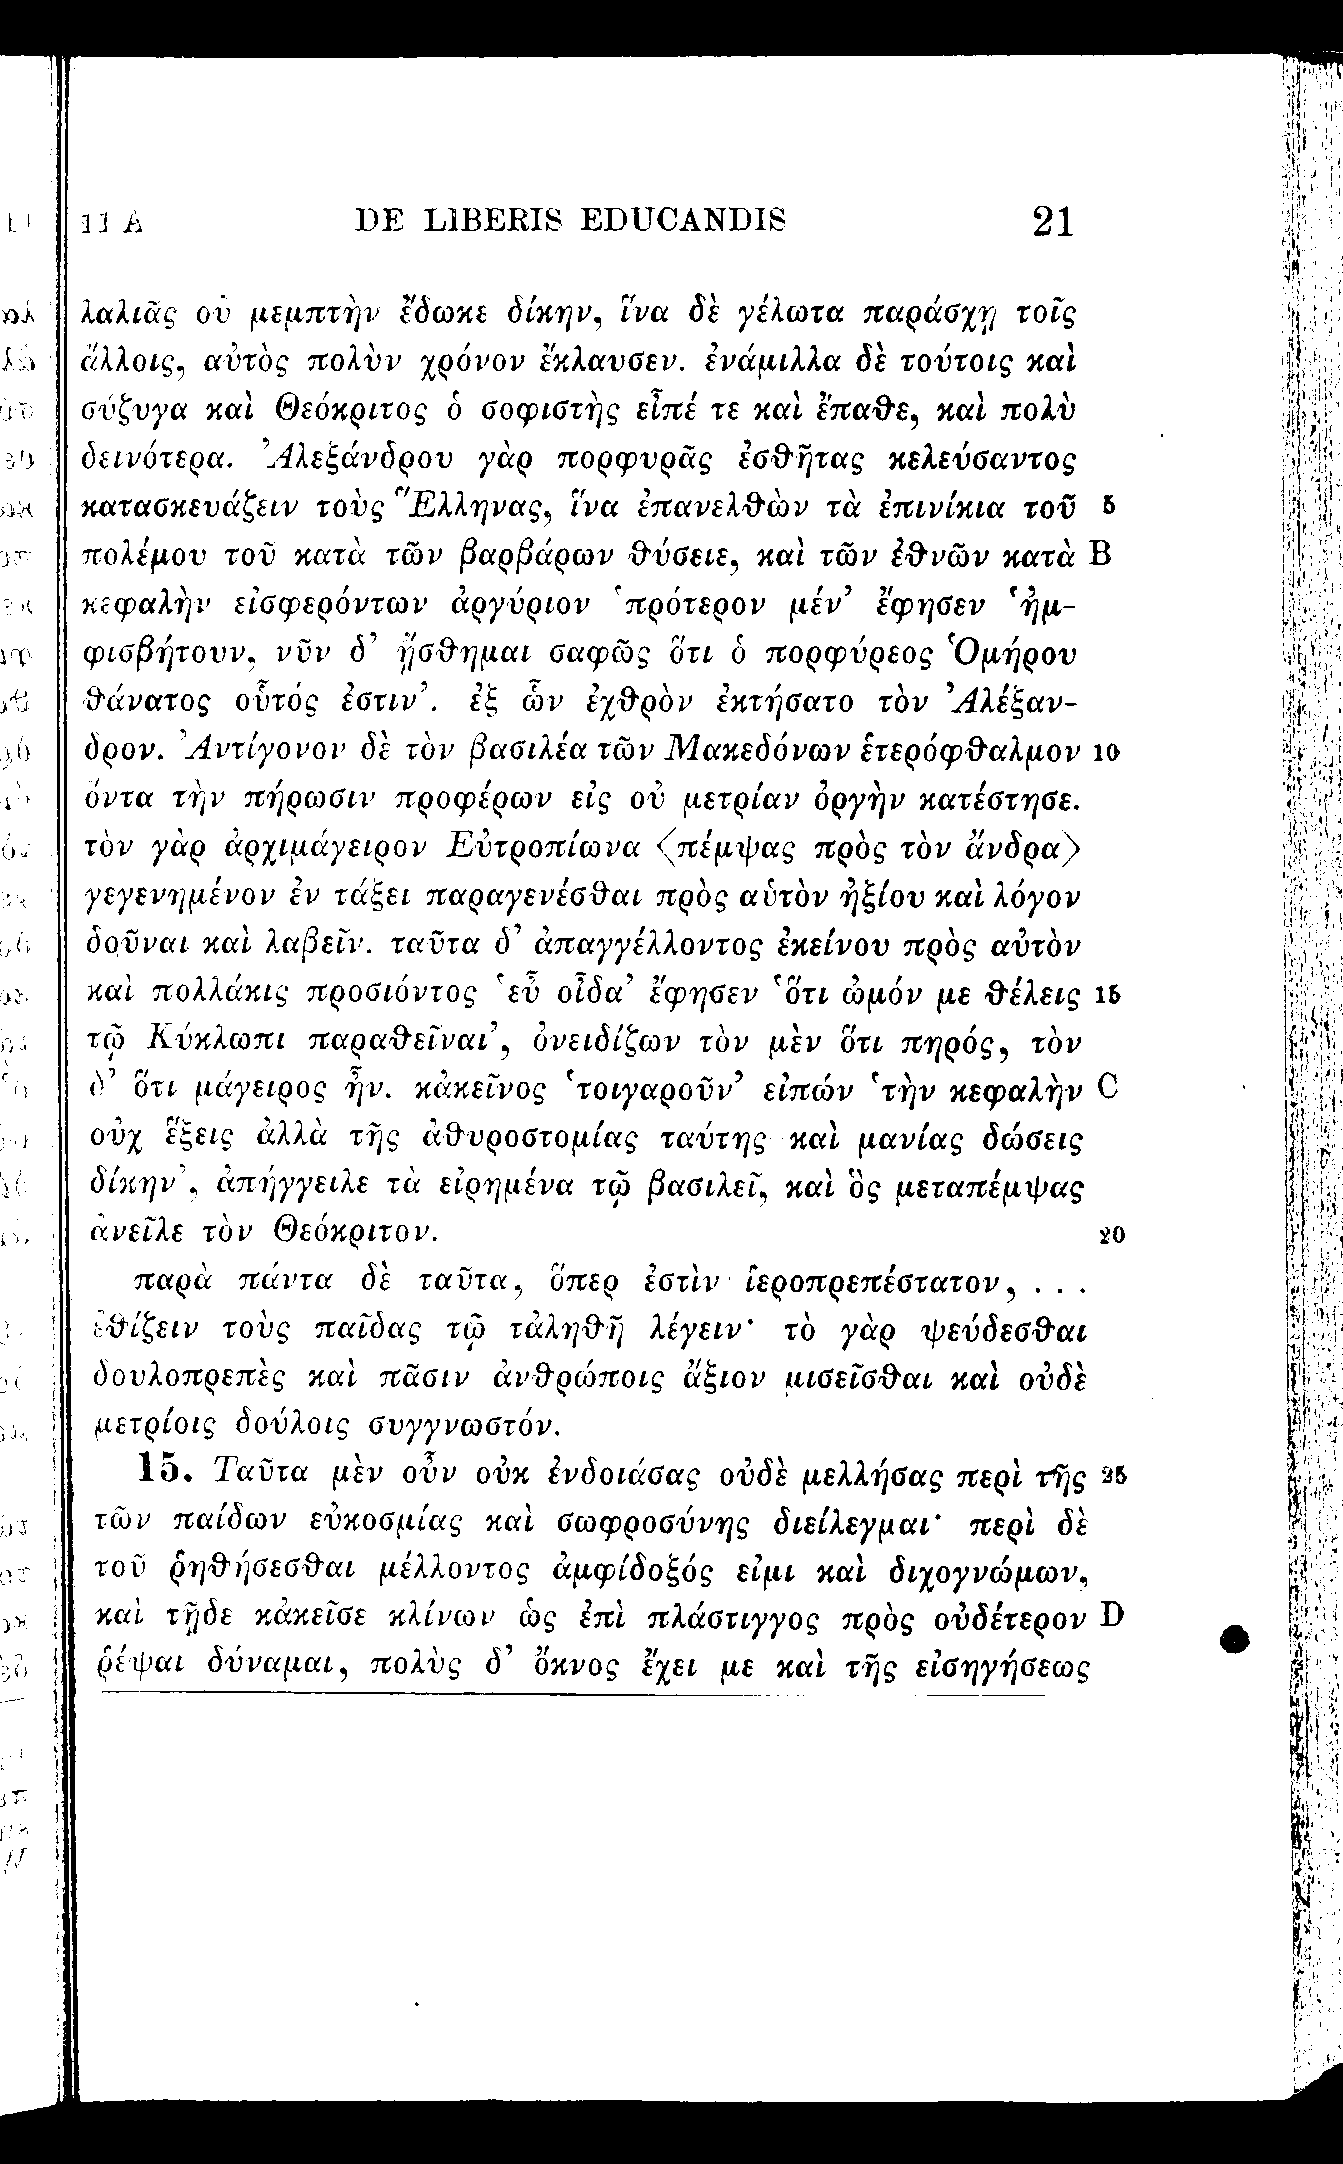 11 A DE LIBERIS EDUCANDIS 21
λαλιᾶς οὐ μεμπτὴν ἔδωκε δίκην, ἵνα δὲ γέλωτα παράσχῃ τοῖς
ἄλλοις, αὐτὸς πολὺν χρόνον ἔκλαυσεν. ἐνάμιλλα δὲ τούτοις καὶ
σύζυγα καὶ Θεόκριτος ὁ σοφιστὴς εἶπέ τε καὶ ἔπαθε, καὶ πολὺ
δεινότερα. Ἀλεξάνδρου γὰρ πορφυρᾶς ἐσθῆτας κελεύσαντος
κατασκευάζειν τοὺς Ἕλληνας, ἵνα ἐπανελθὼν τὰ ἐπινίκια τοῦ 5
πολέμου τοῦ κατὰ τῶν βαρβάρων θύσειε, καὶ τῶν ἐθνῶν κατὰ B
κεφαλὴν εἰσφερόντων ἀργύριον ‘πρότερον μέν’ ἔφησεν ‘ἠμ-
φισβήτουν, νῦν δ’ ᾔσθημαι σαφῶς ὅτι ὁ πορφύρεος Ὁμήρου
θάνατος οὗτός ἐστιν’. ἐξ ὧν ἐχθρὸν ἐκτήσατο τὸν Ἀλέξαν-
δρον. Ἀντίγονον δὲ τὸν βασιλέα τῶν Μακεδόνων ἑτερόφθαλμον 10
ὄντα τὴν πήρωσιν προφέρων εἰς οὐ μετρίαν ὀργὴν κατέστησε.
τὸν γὰρ ἀρχιμάγειρον Εὐτροπίωνα ⟨πέμψας πρὸς τὸν ἄνδρα⟩
γεγενημένον ἐν τάξει παραγενέσθαι πρὸς αὑτὸν ἠξίου καὶ λόγον
δοῦναι καὶ λαβεῖν. ταῦτα δ’ ἀπαγγέλλοντος ἐκείνου πρὸς αὐτὸν
καὶ πολλάκις προσιόντος ‘εὖ οἶδα’ ἔφησεν ‘ὅτι ὠμόν με θέλεις 15
τῷ Κύκλωπι παραθεῖναι’, ὀνειδίζων τὸν μὲν ὅτι πηρός, τὸν
δ’ ὅτι μάγειρος ἦν. κἀκεῖνος ‘τοιγαροῦν’ εἰπών ‘τὴν κεφαλὴν C
οὐχ ἕξεις ἀλλὰ τῆς ἀθυροστομίας ταύτης καὶ μανίας δώσεις
δίκην’, ἀπήγγειλε τὰ εἰρημένα τῷ βασιλεῖ, καὶ ὃς μεταπέμψας
ἀνεῖλε τὸν Θεόκριτον. 20
παρὰ πάντα δὲ ταῦτα, ὅπερ ἐστὶν ἱεροπρεπέστατον, . . .
ἐθίζειν τοὺς παῖδας τῷ τἀληθῆ λέγειν· τὸ γὰρ ψεύδεσθαι
δουλοπρεπὲς καὶ πᾶσιν ἀνθρώποις ἄξιον μισεῖσθαι καὶ οὐδὲ
μετρίοις δούλοις συγγνωστόν.
15. Ταῦτα μὲν οὖν οὐκ ἐνδοιάσας οὐδὲ μελλήσας περὶ τῆς 25
τῶν παίδων εὐκοσμίας καὶ σωφροσύνης διείλεγμαι· περὶ δὲ
τοῦ ῥηθήσεσθαι μέλλοντος ἀμφίδοξός εἰμι καὶ διχογνώμων,
καὶ τῇδε κἀκεῖσε κλίνων ὡς ἐπὶ πλάστιγγος πρὸς οὐδέτερον D
ῥέψαι δύναμαι, πολὺς δ’ ὄκνος ἔχει με καὶ τῆς εἰσηγήσεως